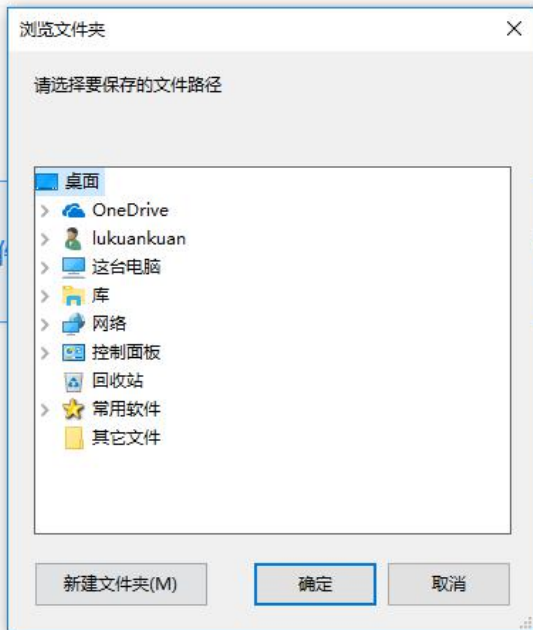 浏览文件夹
请选择要保存的文件路径
桌面
OneDrive
lukuankuan
这台电脑
库
网络
控制面板
回收站
常用软件
其它文件
新建文件夹(M)
确定
取消